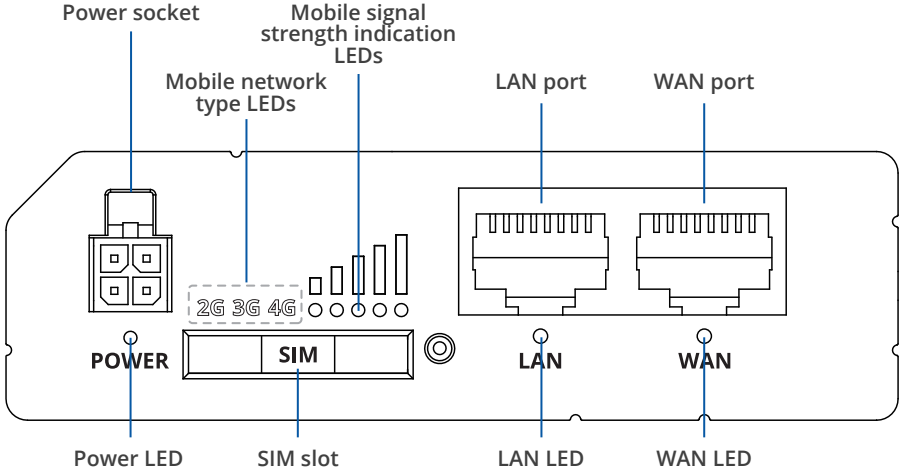 Power socket
Mobile signal
strength indication
LEDs
Mobile network
type LEDs
LAN port
WAN port
2G 3G 4G
POWER
SIM
LAN
WAN
Power LED
SIM slot
LAN LED
WAN LED